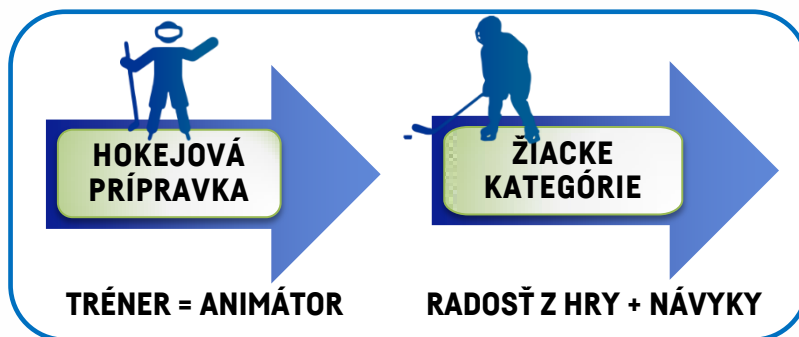 HOKEJOVÁ
PRÍPRAVKA
TRÉNER = ANIMÁTOR
ŽIACKE
KATEGÓRIE
RADOSŤ Z HRY + NÁVYKY